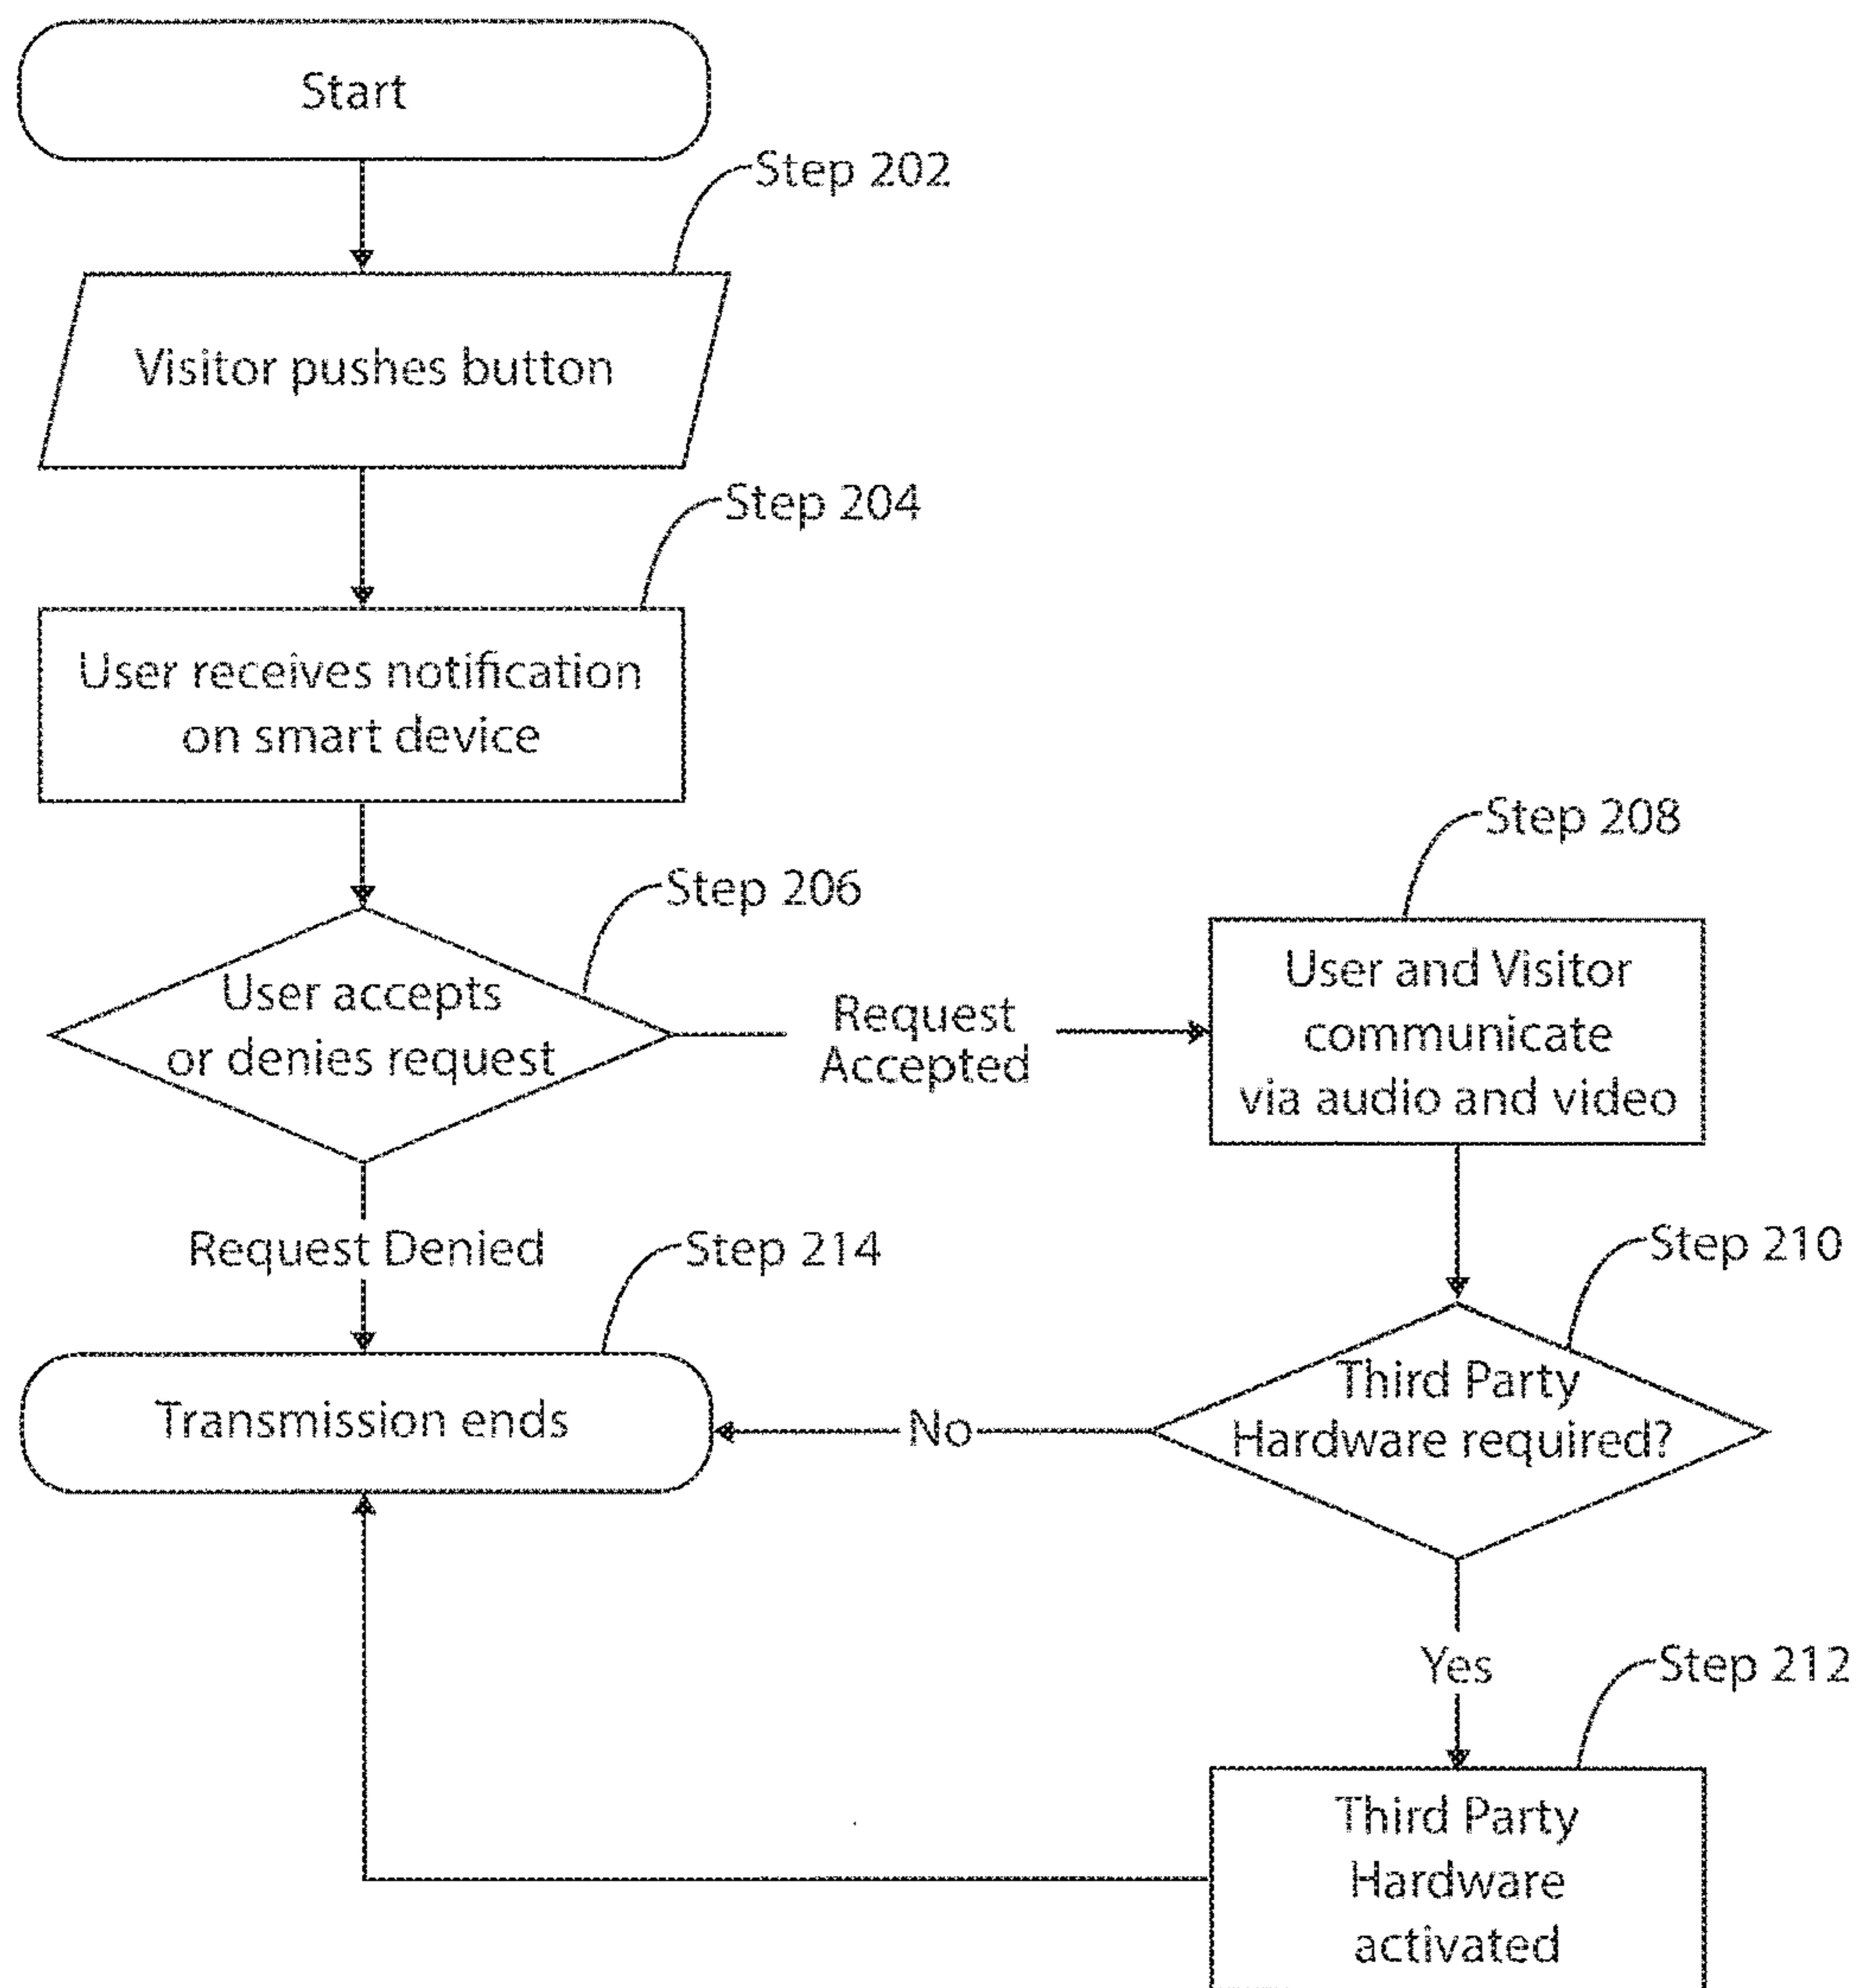 Start
Step 202
Visitor pushes button
Step 204
User receives notification
on smart device
Step 206
User accepts
or denies request
Request
Accepted
Step 208
User and Visitor
communicate
via audio and video
Request Denied
Step 214
Transmission ends
No
Step 210
Third Party
Hardware required?
Yes
Step 212
Third Party
Hardware
activated